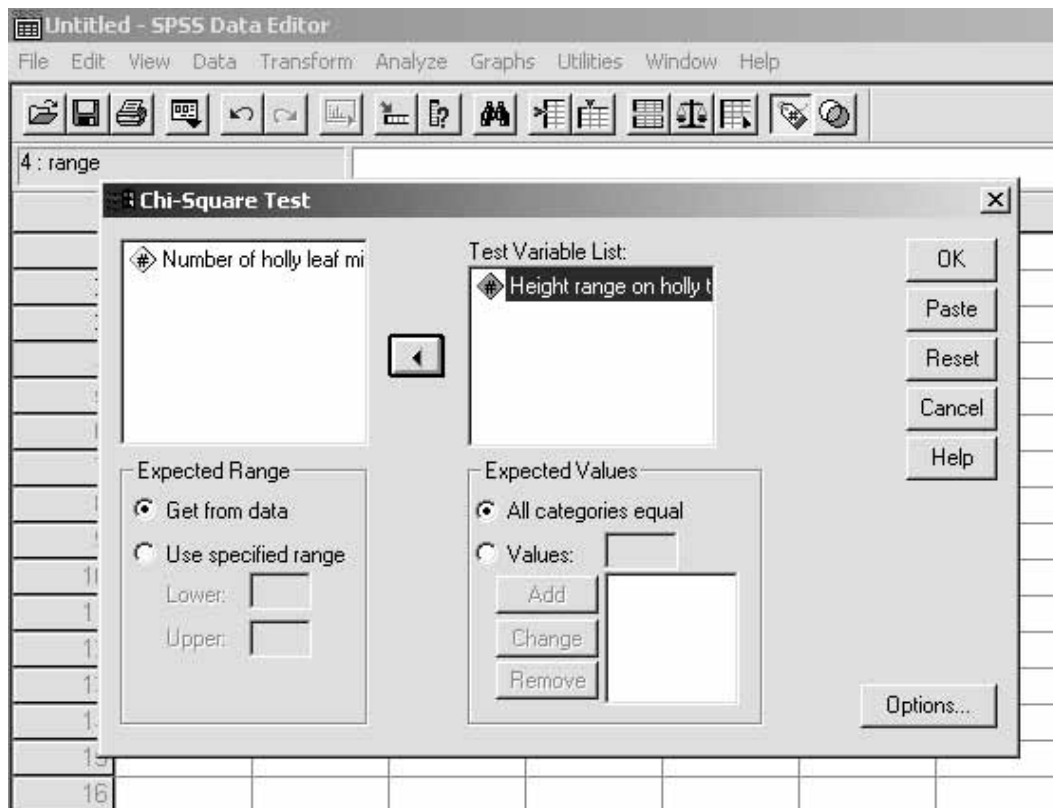 Untitled - SPSS Data Editor
File Edit View Data Transform Analyze Graphs Utilities Window Help
4 : range
Chi-Square Test
Number of holly leaf mi
Test Variable List:
Height range on holly t
OK
Paste
Reset
Cancel
Help
Expected Range
Get from data
Use specified range
Lower:
Upper:
Expected Values
All categories equal
Values:
Add
Change
Remove
Options...
16